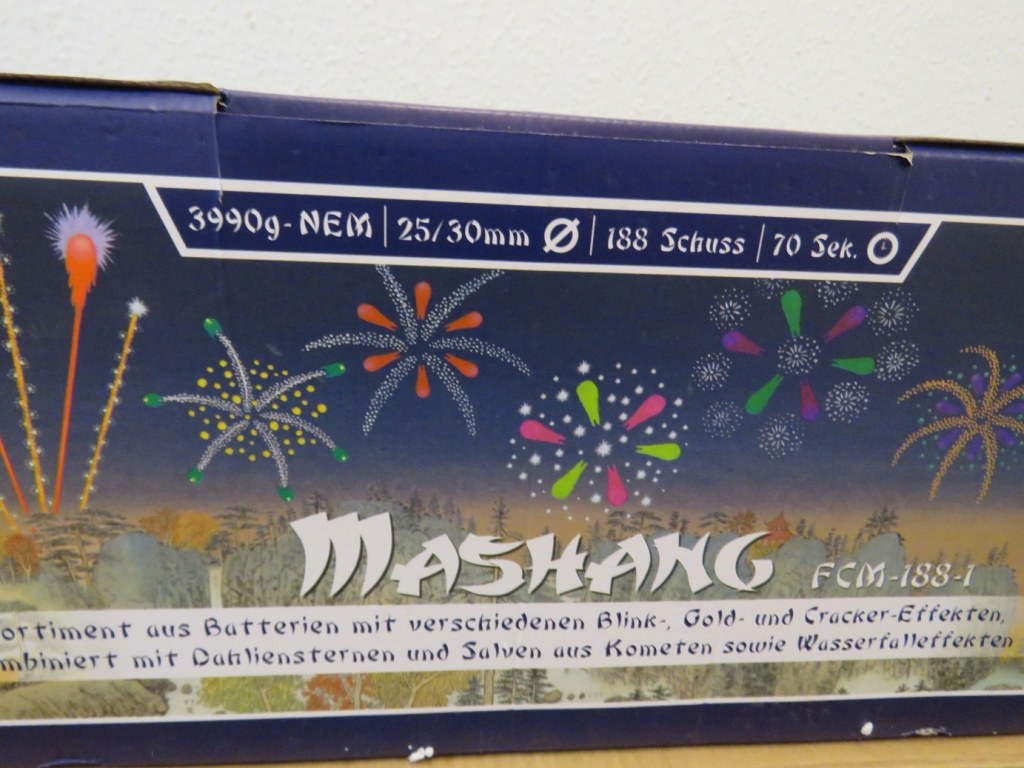 3990g-NEM | 25/30mm Ø | 188 Schuss | 70 Sek.
MASHANG FCM-188-1
ortiment aus Batterien mit verschiedenen Blink-, Gold- und Cracker-Effekten,
mbiniert mit Dahliensternen und Salven aus Kometen sowie Wasserfalleffekten